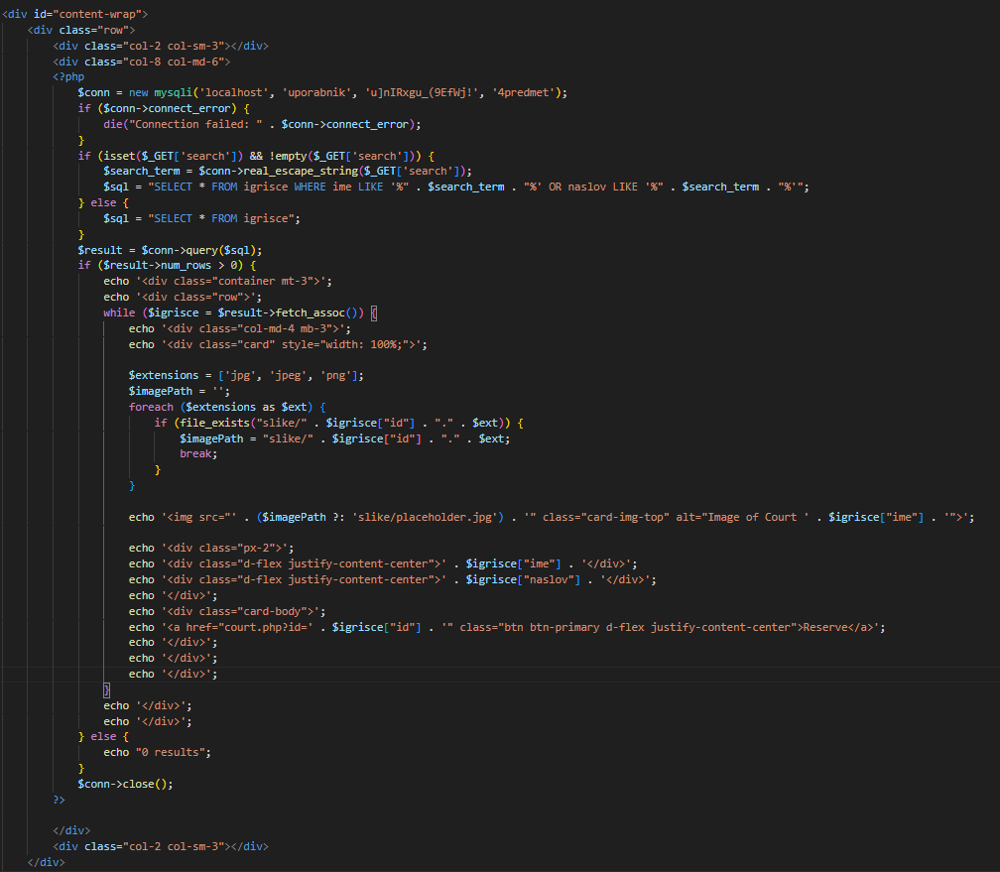 <div id="content-wrap">
<div class="row">
<div class="col-2 col-sm-3"></div>
<div class="col-8 col-md-6">
<?php
$conn = new mysqli('localhost', 'uporabnik', 'u]nIRxgu_(9EfWj!', '4predmet');
if ($conn->connect_error) {
die("Connection failed: " . $conn->connect_error);
}
if (isset($_GET['search']) && !empty($_GET['search'])) {
$search_term = $conn->real_escape_string($_GET['search']);
$sql = "SELECT * FROM igrisce WHERE ime LIKE '%" . $search_term . "%' OR naslov LIKE '%" . $search_term . "%'";
} else {
$sql = "SELECT * FROM igrisce";
}
$result = $conn->query($sql);
if ($result->num_rows > 0) {
echo '<div class="container mt-3">';
echo '<div class="row">';
while ($igrisce = $result->fetch_assoc()) {
echo '<div class="col-md-4 mb-3">';
echo '<div class="card" style="width: 100%;">';
$extensions = ['jpg', 'jpeg', 'png'];
$imagePath = '';
foreach ($extensions as $ext) {
if (file_exists("slike/" . $igrisce["id"] . "." . $ext)) {
$imagePath = "slike/" . $igrisce["id"] . "." . $ext;
break;
}
}
echo '<img src="' . ($imagePath ?: 'slike/placeholder.jpg') . '" class="card-img-top" alt="Image of Court ' . $igrisce["ime"] . '">';
echo '<div class="px-2">';
echo '<div class="d-flex justify-content-center">' . $igrisce["ime"] . '</div>';
echo '<div class="d-flex justify-content-center">' . $igrisce["naslov"] . '</div>';
echo '</div>';
echo '<div class="card-body">';
echo '<a href="court.php?id=' . $igrisce["id"] . '" class="btn btn-primary d-flex justify-content-center">Reserve</a>';
echo '</div>';
echo '</div>';
echo '</div>';
}
echo '</div>';
echo '</div>';
} else {
echo "0 results";
}
$conn->close();
?>
</div>
<div class="col-2 col-sm-3"></div>
</div>